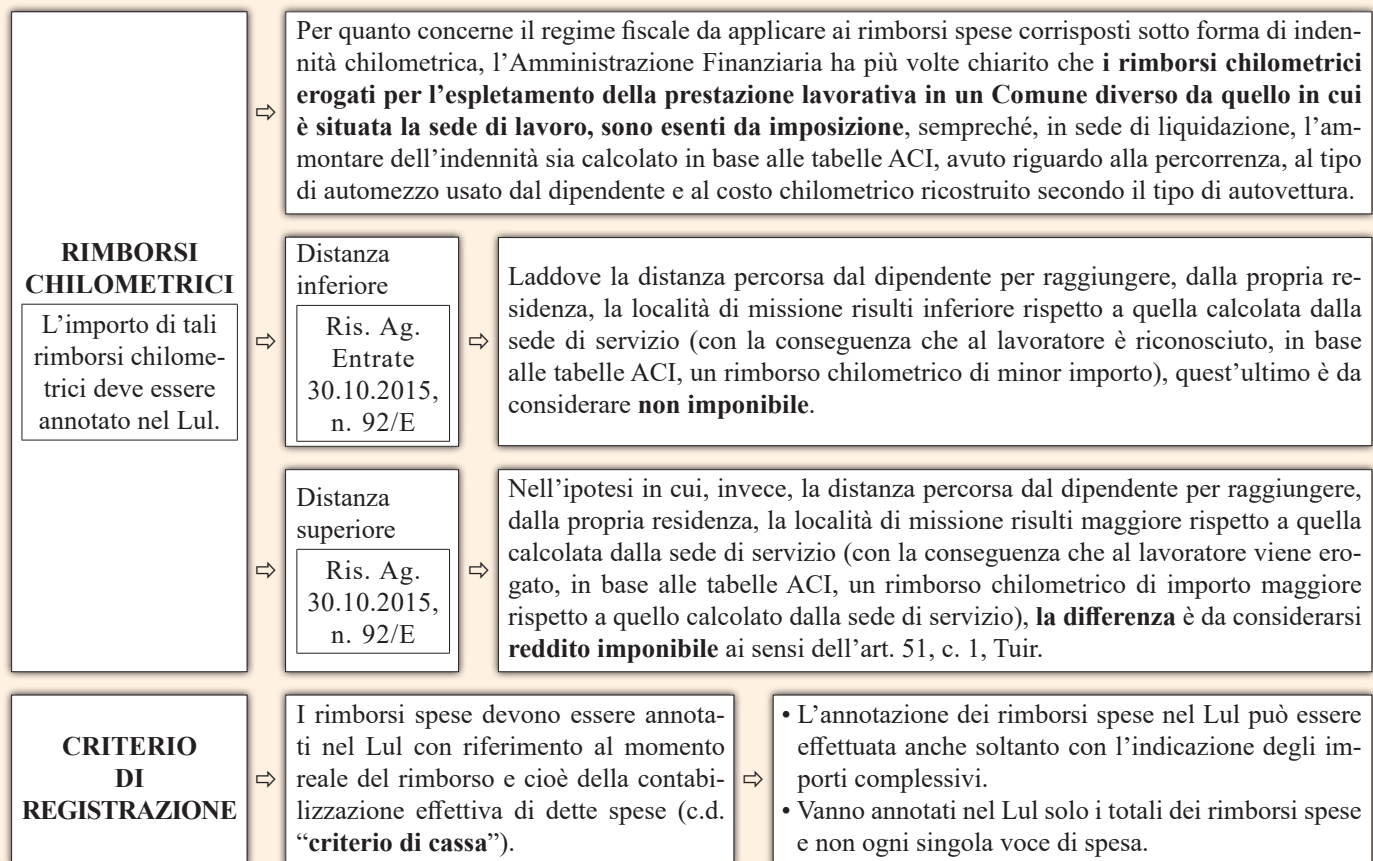 RIMBORSI
CHILOMETRICI
L’importo di tali
rimborsi chilome-
trici deve essere
annotato nel Lul.
⇨
Per quanto concerne il regime fiscale da applicare ai rimborsi spese corrisposti sotto forma di inden-
nità chilometrica, l’Amministrazione Finanziaria ha più volte chiarito che i rimborsi chilometrici
erogati per l’espletamento della prestazione lavorativa in un Comune diverso da quello in cui
è situata la sede di lavoro, sono esenti da imposizione, sempreché, in sede di liquidazione, l’am-
montare dell’indennità sia calcolato in base alle tabelle ACI, avuto riguardo alla percorrenza, al tipo
di automezzo usato dal dipendente e al costo chilometrico ricostruito secondo il tipo di autovettura.
⇨
Distanza
inferiore
Ris. Ag.
Entrate
30.10.2015,
n. 92/E
⇨
Laddove la distanza percorsa dal dipendente per raggiungere, dalla propria re-
sidenza, la località di missione risulti inferiore rispetto a quella calcolata dalla
sede di servizio (con la conseguenza che al lavoratore è riconosciuto, in base
alle tabelle ACI, un rimborso chilometrico di minor importo), quest’ultimo è da
considerare non imponibile.
⇨
Distanza
superiore
Ris. Ag.
30.10.2015,
n. 92/E
⇨
Nell’ipotesi in cui, invece, la distanza percorsa dal dipendente per raggiungere,
dalla propria residenza, la località di missione risulti maggiore rispetto a quella
calcolata dalla sede di servizio (con la conseguenza che al lavoratore viene ero-
gato, in base alle tabelle ACI, un rimborso chilometrico di importo maggiore
rispetto a quello calcolato dalla sede di servizio), la differenza è da considerarsi
reddito imponibile ai sensi dell’art. 51, c. 1, Tuir.
CRITERIO
DI
REGISTRAZIONE
⇨
I rimborsi spese devono essere annota-
ti nel Lul con riferimento al momento
reale del rimborso e cioè della contabi-
lizzazione effettiva di dette spese (c.d.
“criterio di cassa”).
⇨
• L’annotazione dei rimborsi spese nel Lul può essere
effettuata anche soltanto con l’indicazione degli im-
porti complessivi.
• Vanno annotati nel Lul solo i totali dei rimborsi spese
e non ogni singola voce di spesa.